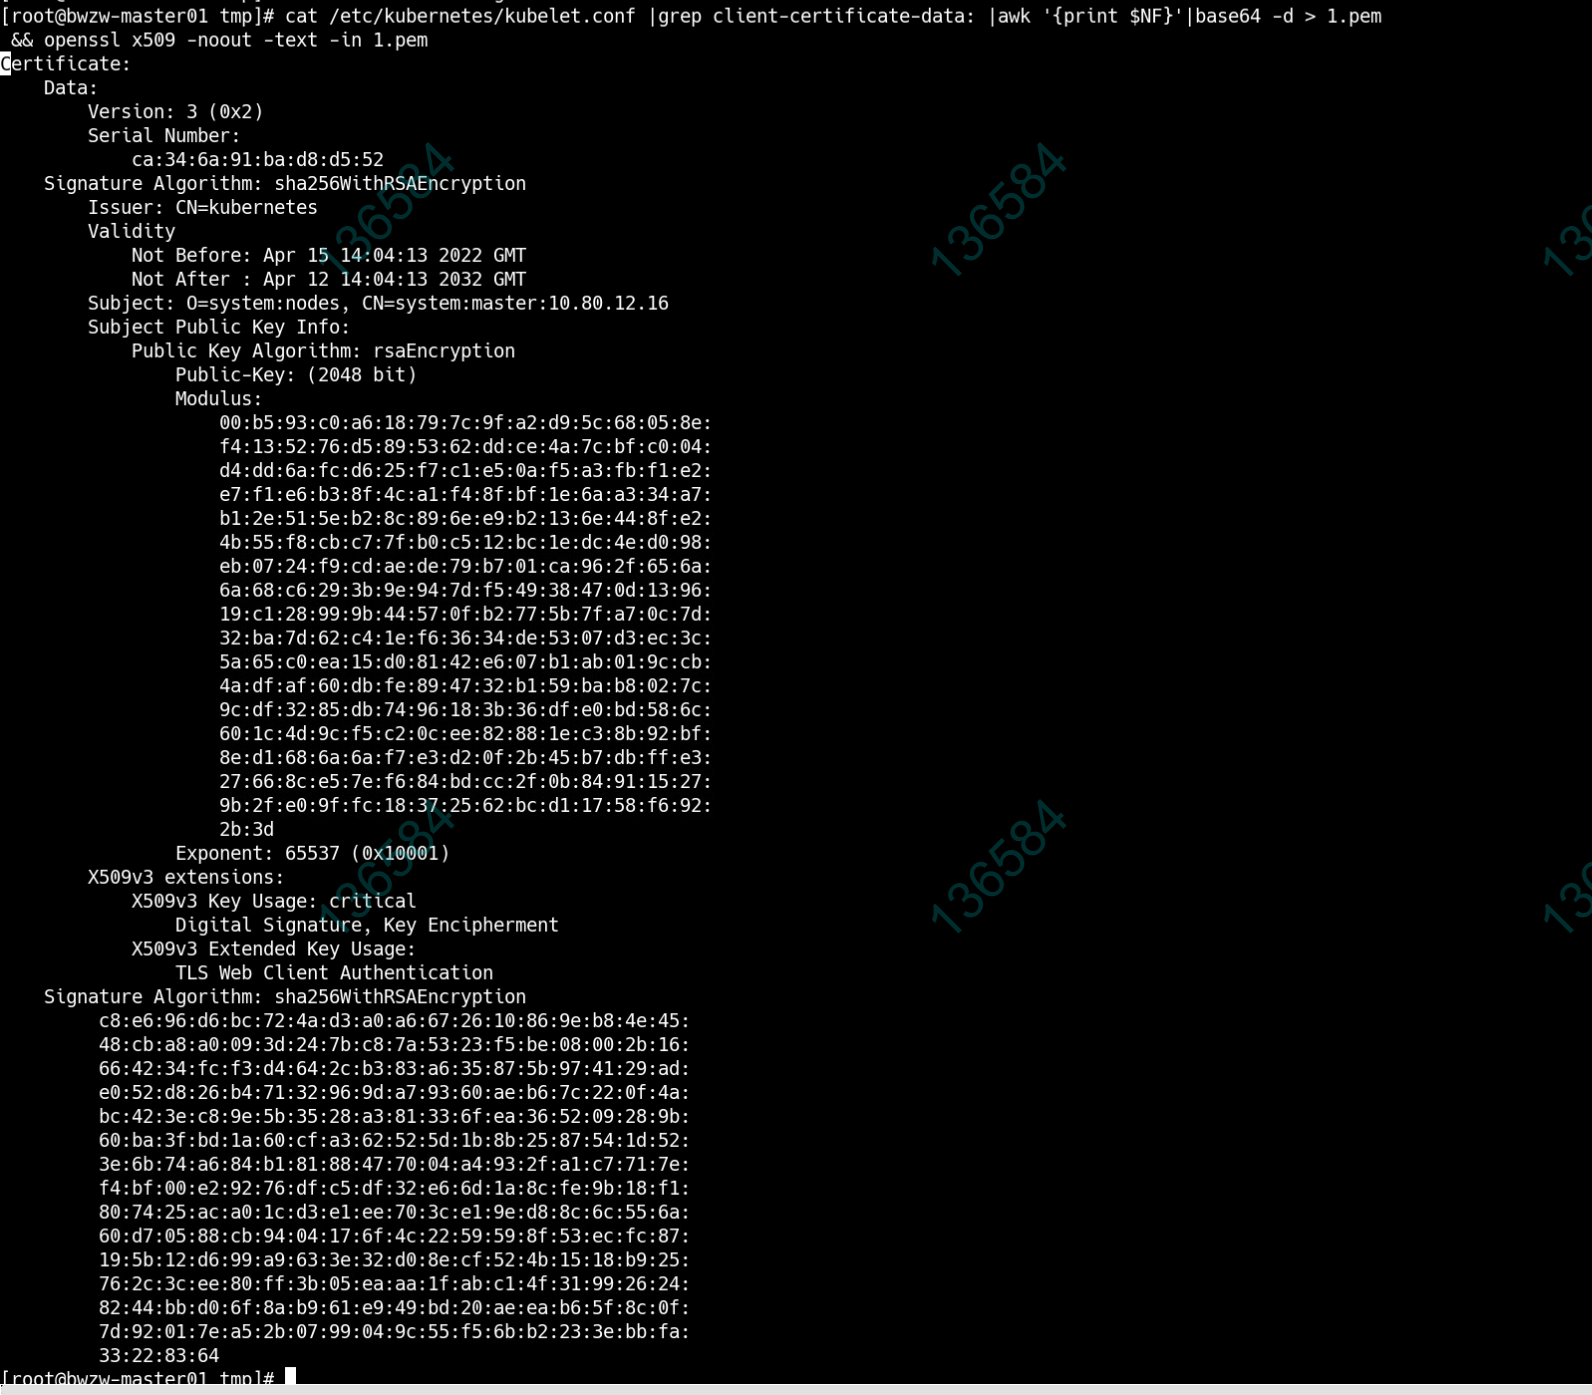 [root@bwzw-master01 tmp]# cat /etc/kubernetes/kubelet.conf |grep client-certificate-data: |awk '{print $NF}'|base64 -d > 1.pem
 && openssl x509 -noout -text -in 1.pem
Certificate:
    Data:
        Version: 3 (0x2)
        Serial Number:
            ca:34:6a:91:ba:d8:d5:52
    Signature Algorithm: sha256WithRSAEncryption
        Issuer: CN=kubernetes
        Validity
            Not Before: Apr 15 14:04:13 2022 GMT
            Not After : Apr 12 14:04:13 2032 GMT
        Subject: O=system:nodes, CN=system:master:10.80.12.16
        Subject Public Key Info:
            Public Key Algorithm: rsaEncryption
                Public-Key: (2048 bit)
                Modulus:
                    00:b5:93:c0:a6:18:79:7c:9f:a2:d9:5c:68:05:8e:
                    f4:13:52:76:d5:89:53:62:dd:ce:4a:7c:bf:c0:04:
                    d4:dd:6a:fc:d6:25:f7:c1:e5:0a:f5:a3:fb:f1:e2:
                    e7:f1:e6:b3:8f:4c:a1:f4:8f:bf:1e:6a:a3:34:a7:
                    b1:2e:51:5e:b2:8c:89:6e:e9:b2:13:6e:44:8f:e2:
                    4b:55:f8:cb:c7:7f:b0:c5:12:bc:1e:dc:4e:d0:98:
                    eb:07:24:f9:cd:ae:de:79:b7:01:ca:96:2f:65:6a:
                    6a:68:c6:29:3b:9e:94:7d:f5:49:38:47:0d:13:96:
                    19:c1:28:99:9b:44:57:0f:b2:77:5b:7f:a7:0c:7d:
                    32:ba:7d:62:c4:1e:f6:36:34:de:53:07:d3:ec:3c:
                    5a:65:c0:ea:15:d0:81:42:e6:07:b1:ab:01:9c:cb:
                    4a:df:af:60:db:fe:89:47:32:b1:59:ba:b8:02:7c:
                    9c:df:32:85:db:74:96:18:3b:36:df:e0:bd:58:6c:
                    60:1c:4d:9c:f5:c2:0c:ee:82:88:1e:c3:8b:92:bf:
                    8e:d1:68:6a:6a:f7:e3:d2:0f:2b:45:b7:db:ff:e3:
                    27:66:8c:e5:7e:f6:84:bd:cc:2f:0b:84:91:15:27:
                    9b:2f:e0:9f:fc:18:37:25:62:bc:d1:17:58:f6:92:
                    2b:3d
                Exponent: 65537 (0x10001)
        X509v3 extensions:
            X509v3 Key Usage: critical
                Digital Signature, Key Encipherment
            X509v3 Extended Key Usage:
                TLS Web Client Authentication
    Signature Algorithm: sha256WithRSAEncryption
         c8:e6:96:d6:bc:72:4a:d3:a0:a6:67:26:10:86:9e:b8:4e:45:
         48:cb:a8:a0:09:3d:24:7b:c8:7a:53:23:f5:be:08:00:2b:16:
         66:42:34:fc:f3:d4:64:2c:b3:83:a6:35:87:5b:97:41:29:ad:
         e0:52:d8:26:b4:71:32:96:9d:a7:93:60:ae:b6:7c:22:0f:4a:
         bc:42:3e:c8:9e:5b:35:28:a3:81:33:6f:ea:36:52:09:28:9b:
         60:ba:3f:bd:1a:60:cf:a3:62:52:5d:1b:8b:25:87:54:1d:52:
         3e:6b:74:a6:84:b1:81:88:47:70:04:a4:93:2f:a1:c7:71:7e:
         f4:bf:00:e2:92:76:df:c5:df:32:e6:6d:1a:8c:fe:9b:18:f1:
         80:74:25:ac:a0:1c:d3:e1:ee:70:3c:e1:9e:d8:8c:6c:55:6a:
         60:d7:05:88:cb:94:04:17:6f:4c:22:59:59:8f:53:ec:fc:87:
         19:5b:12:d6:99:a9:63:3e:32:d0:8e:cf:52:4b:15:18:b9:25:
         76:2c:3c:ee:80:ff:3b:05:ea:aa:1f:ab:c1:4f:31:99:26:24:
         82:44:bb:d0:6f:8a:b9:61:e9:49:bd:20:ae:ea:b6:5f:8c:0f:
         7d:92:01:7e:a5:2b:07:99:04:9c:55:f5:6b:b2:23:3e:bb:fa:
         33:22:83:64
[root@bwzw-master01 tmp]#
136584
136584
136584
136584